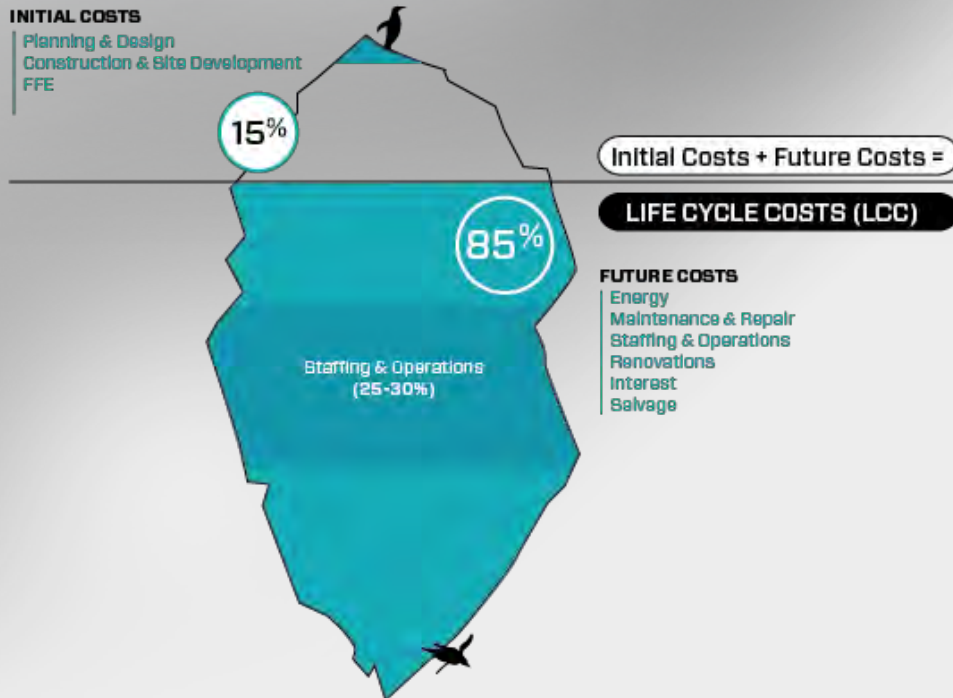 INITIAL COSTS
Planning & Design
Construction & Site Development
FFE
15%
Initial Costs + Future Costs =
LIFE CYCLE COSTS (LCC)
85%
FUTURE COSTS
Energy
Maintenance & Repair
Staffing & Operations
Renovations
Interest
Salvage
Staffing & Operations
(25-30%)